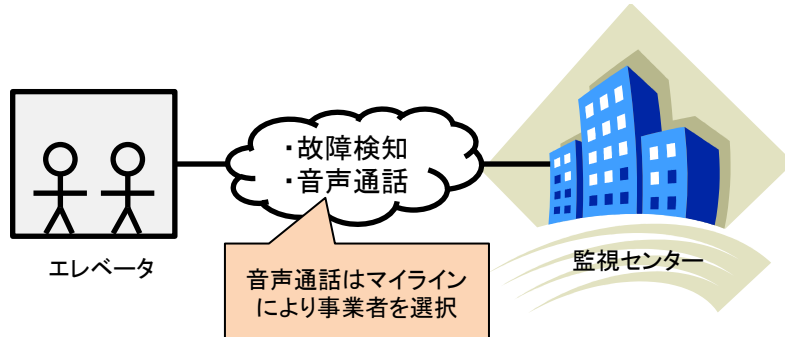 ・故障検知
・音声通話
エレベータ
監視センター
音声通話はマイライン
により事業者を選択